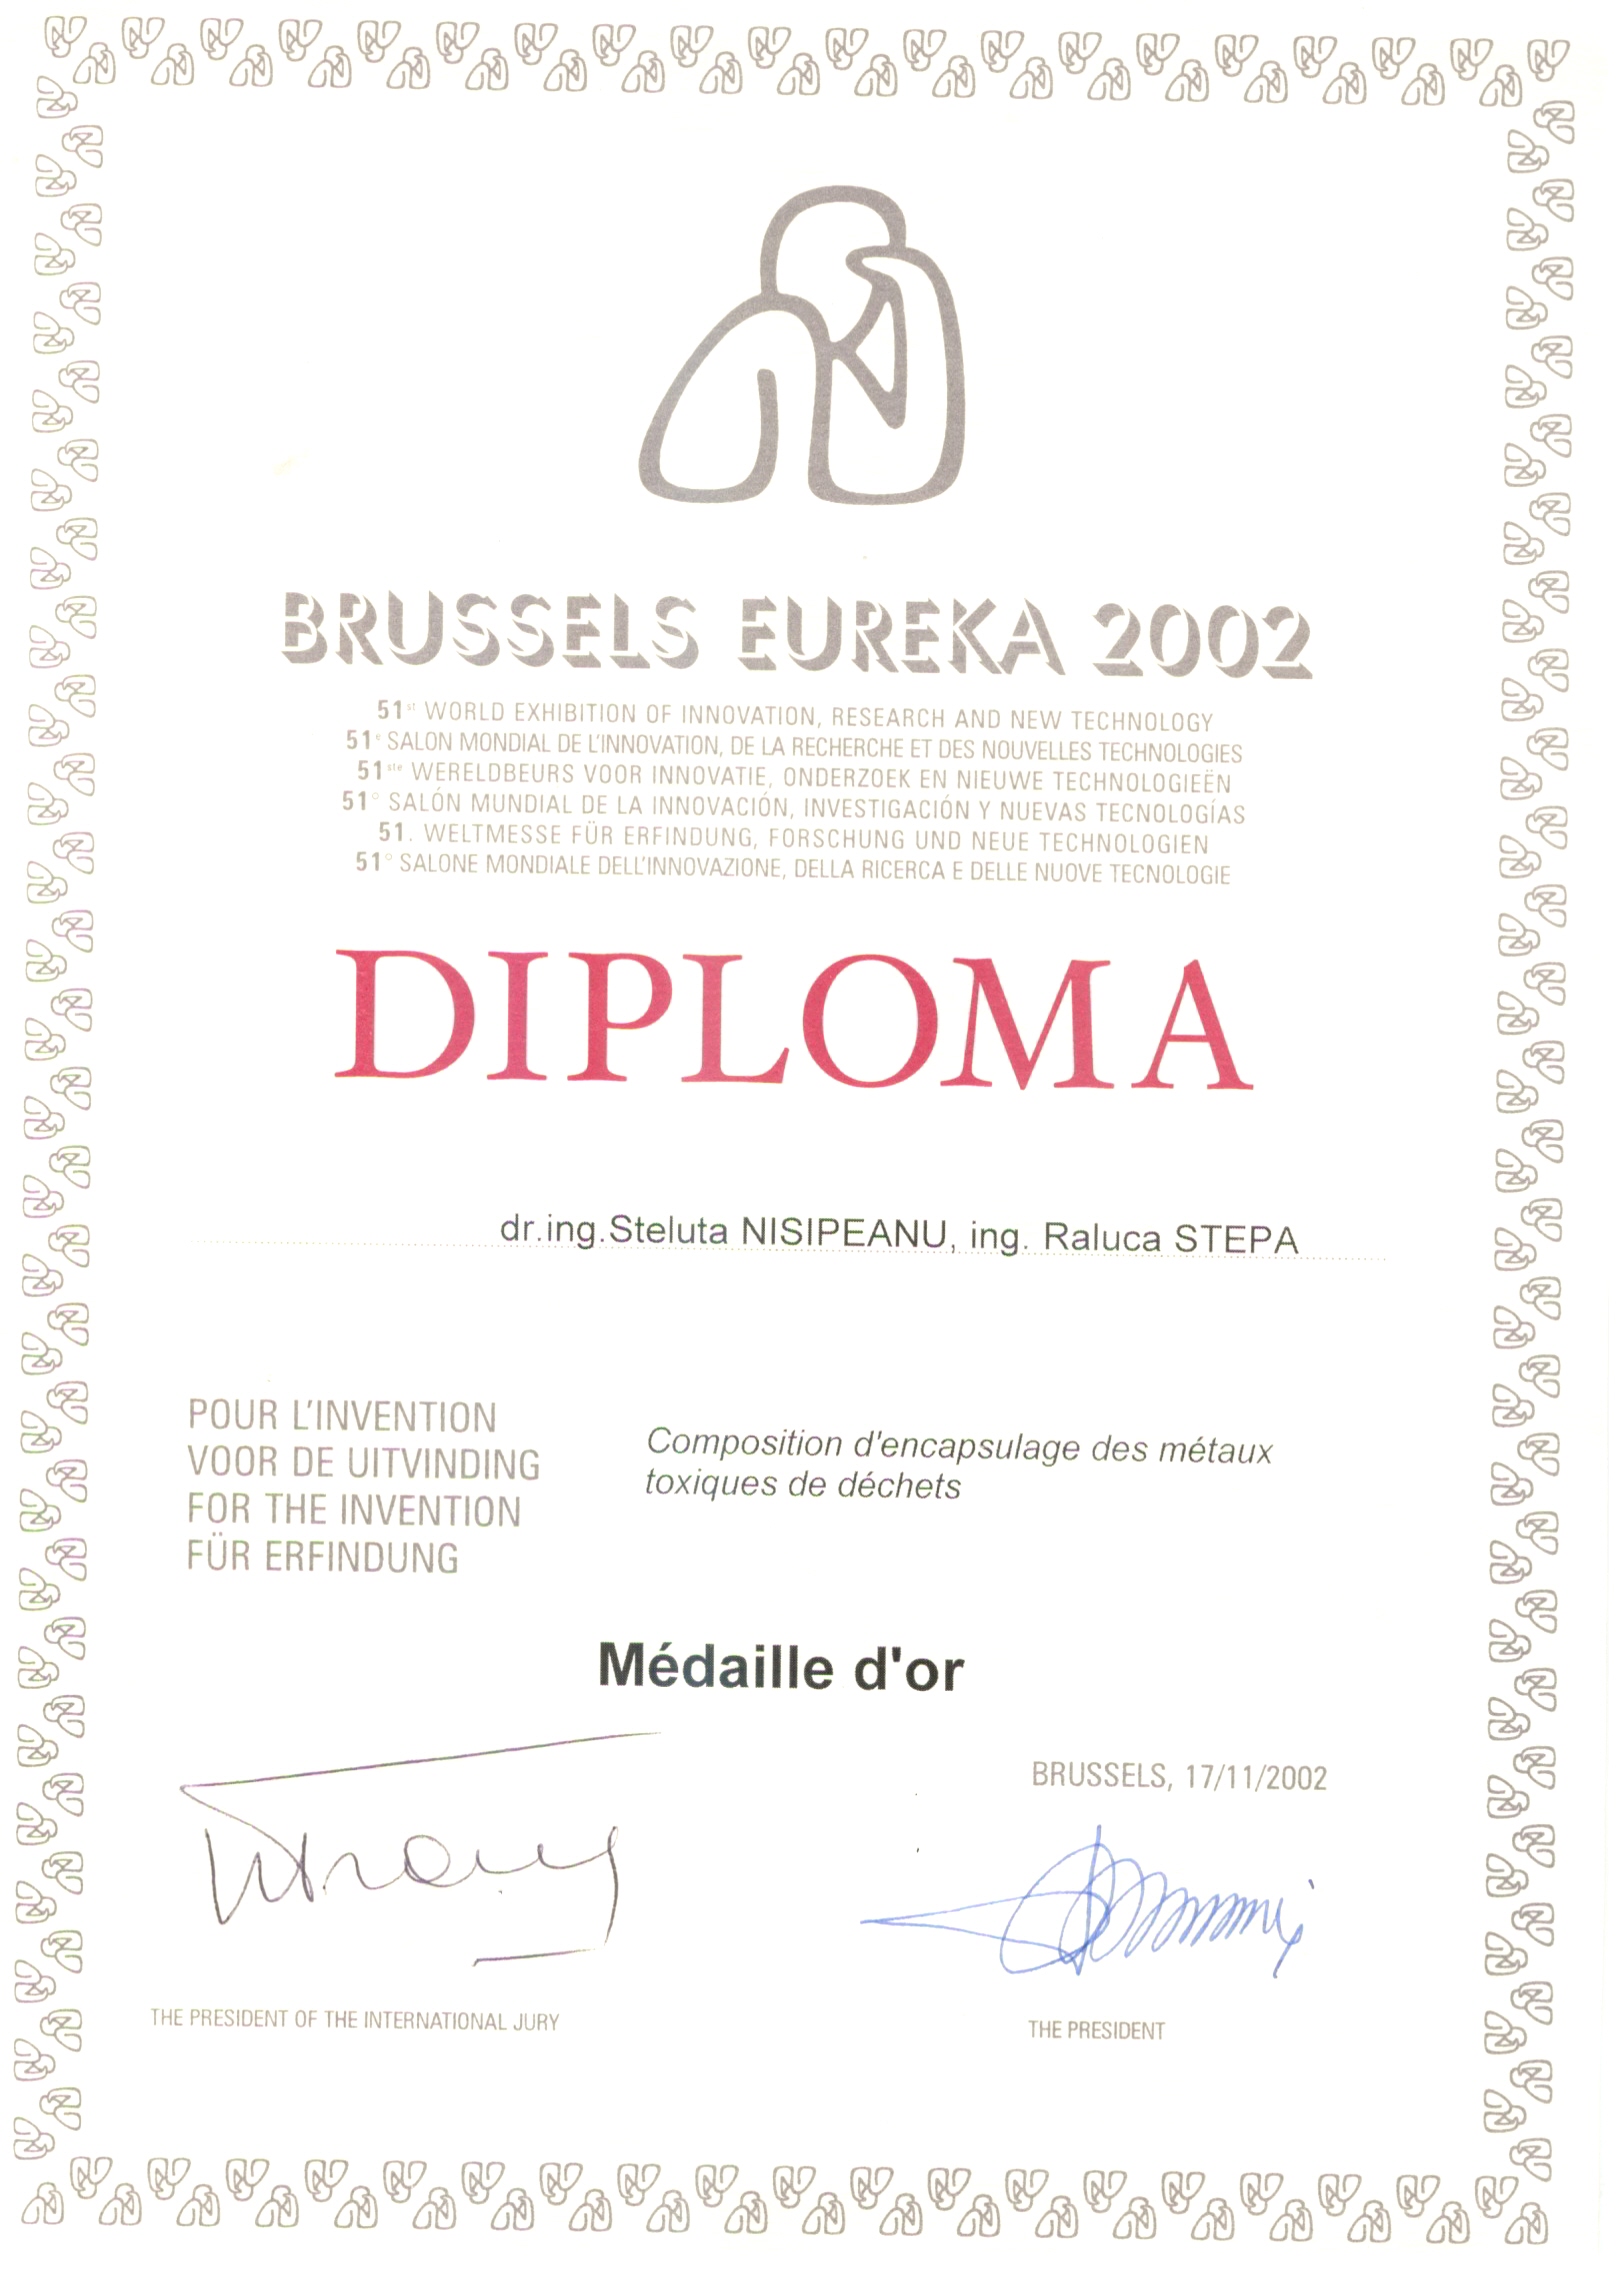 BRUSSELS EUREKA 2002
51st WORLD EXHIBITION OF INNOVATION, RESEARCH AND NEW TECHNOLOGY
51e SALON MONDIAL DE L'INNOVATION, DE LA RECHERCHE ET DES NOUVELLES TECHNOLOGIES
51ste WERELDBEURS VOOR INNOVATIE, ONDERZOEK EN NIEUWE TECHNOLOGIEËN
51° SALÓN MUNDIAL DE LA INNOVACIÓN, INVESTIGACIÓN Y NUEVAS TECNOLOGÍAS
51. WELTMESSE FÜR ERFINDUNG, FORSCHUNG UND NEUE TECHNOLOGIEN
51° SALONE MONDIALE DELL'INNOVAZIONE, DELLA RICERCA E DELLE NUOVE TECNOLOGIE
DIPLOMA
dr.ing.Steluta NISIPEANU, ing. Raluca STEPA
POUR L'INVENTION
VOOR DE UITVINDING
FOR THE INVENTION
FÜR ERFINDUNG
Composition d'encapsulage des métaux
toxiques de déchets
Médaille d'or
BRUSSELS, 17/11/2002
THE PRESIDENT OF THE INTERNATIONAL JURY
THE PRESIDENT